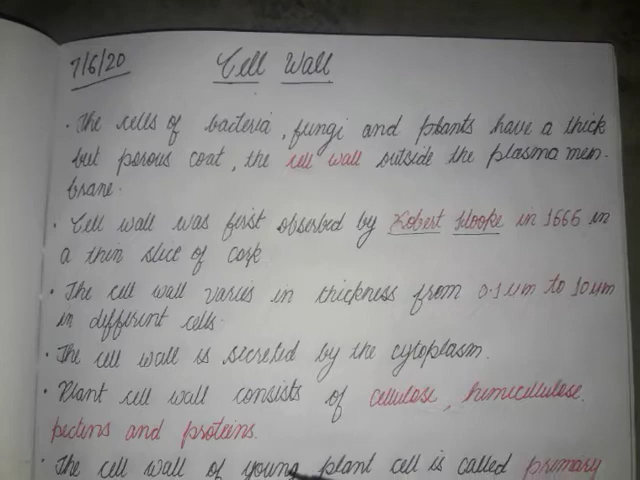 7/6/20
Cell Wall
· The cells of bacteria, fungi and plants have a thick
but porous coat, the cell wall outside the plasma mem-
brane.
· Cell wall was first observed by Robert Hooke in 1666 in
a thin slice of cork
· The cell wall varies in thickness from 0.1 um to 10 um
in different cells.
· The cell wall is secreted by the cytoplasm.
· Plant cell wall consists of cellulose, himicellulose,
pectins and proteins.
· The cell wall of young plant cell is called primary